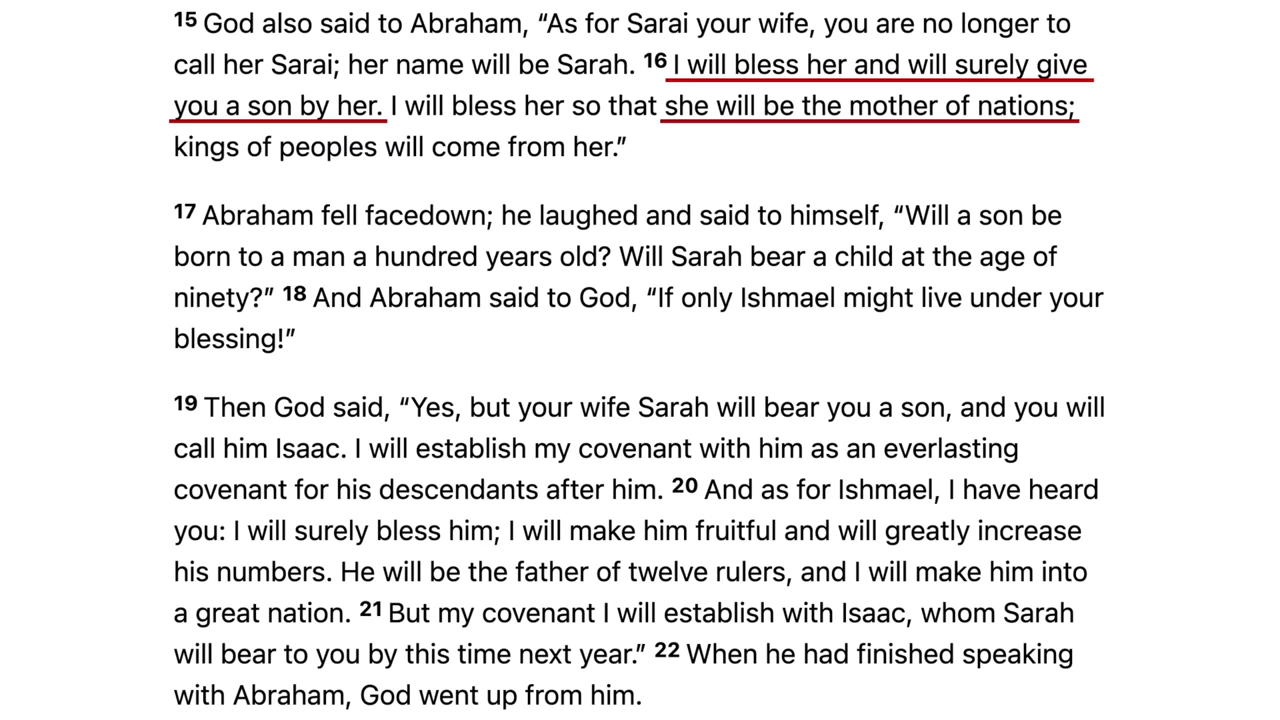 15 God also said to Abraham, “As for Sarai your wife, you are no longer to
call her Sarai; her name will be Sarah. 16 I will bless her and will surely give
you a son by her. I will bless her so that she will be the mother of nations;
kings of peoples will come from her.”
17 Abraham fell facedown; he laughed and said to himself, “Will a son be
born to a man a hundred years old? Will Sarah bear a child at the age of
ninety?” 18 And Abraham said to God, “If only Ishmael might live under your
blessing!”
19 Then God said, “Yes, but your wife Sarah will bear you a son, and you will
call him Isaac. I will establish my covenant with him as an everlasting
covenant for his descendants after him. 20 And as for Ishmael, I have heard
you: I will surely bless him; I will make him fruitful and will greatly increase
his numbers. He will be the father of twelve rulers, and I will make him into
a great nation. 21 But my covenant I will establish with Isaac, whom Sarah
will bear to you by this time next year.” 22 When he had finished speaking
with Abraham, God went up from him.